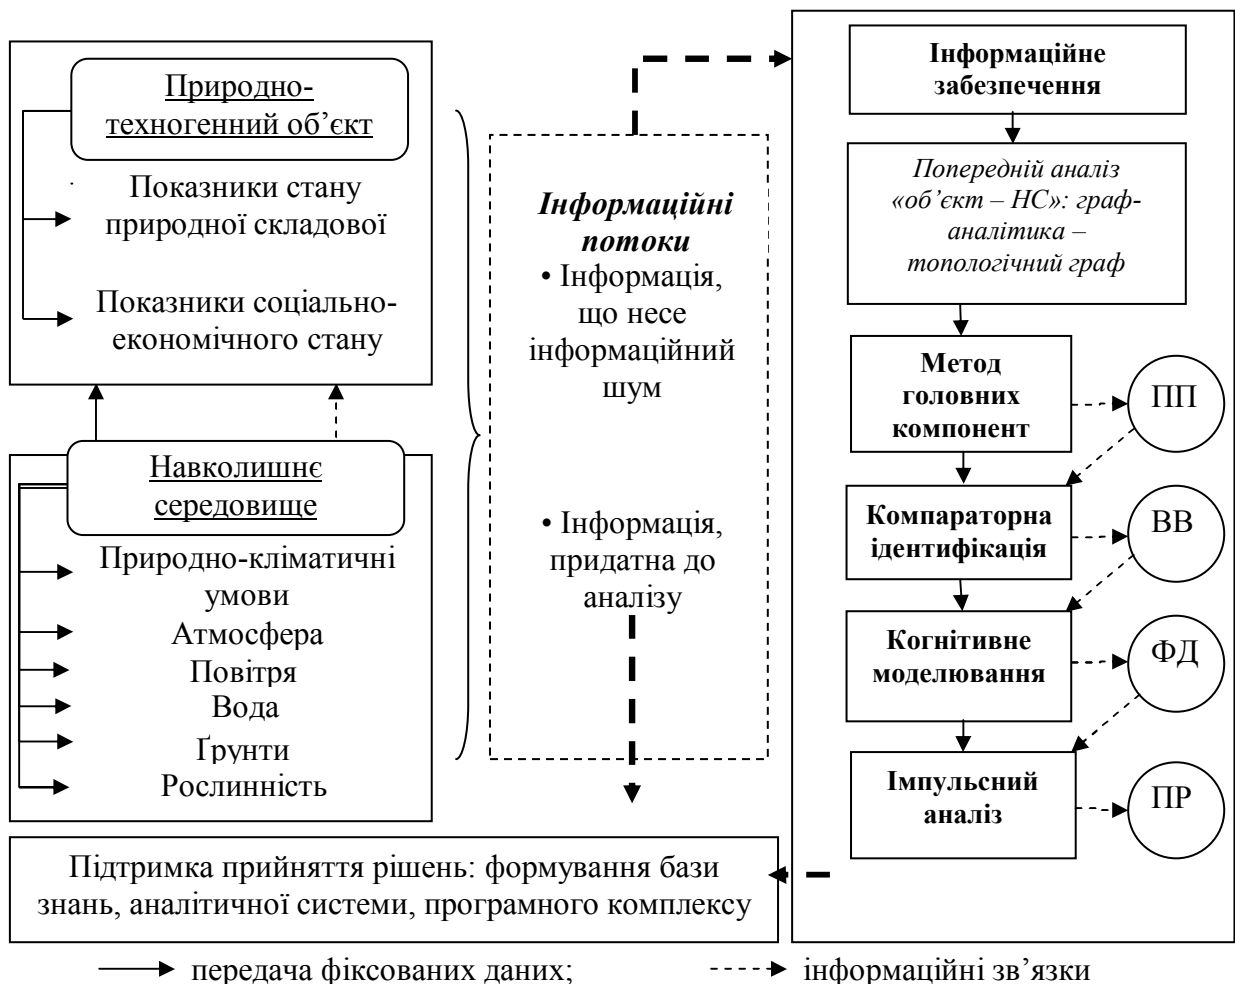 Природно-
техногенний об’єкт
Показники стану
природної складової
Показники соціально-
економічного стану
Навколишнє
середовище
Природно-кліматичні
умови
Атмосфера
Повітря
Вода
Ґрунти
Рослинність
Інформаційні
потоки
• Інформація,
що несе
інформаційний
шум
• Інформація,
придатна до
аналізу
Інформаційне
забезпечення
Попередній аналіз
«об’єкт – НС»: граф-
аналітика –
топологічний граф
Метод
головних
компонент
ПП
Компараторна
ідентифікація
ВВ
Когнітивне
моделювання
ФД
Імпульсний
аналіз
ПР
Підтримка прийняття рішень: формування бази
знань, аналітичної системи, програмного комплексу
передача фіксованих даних;
інформаційні зв’язки